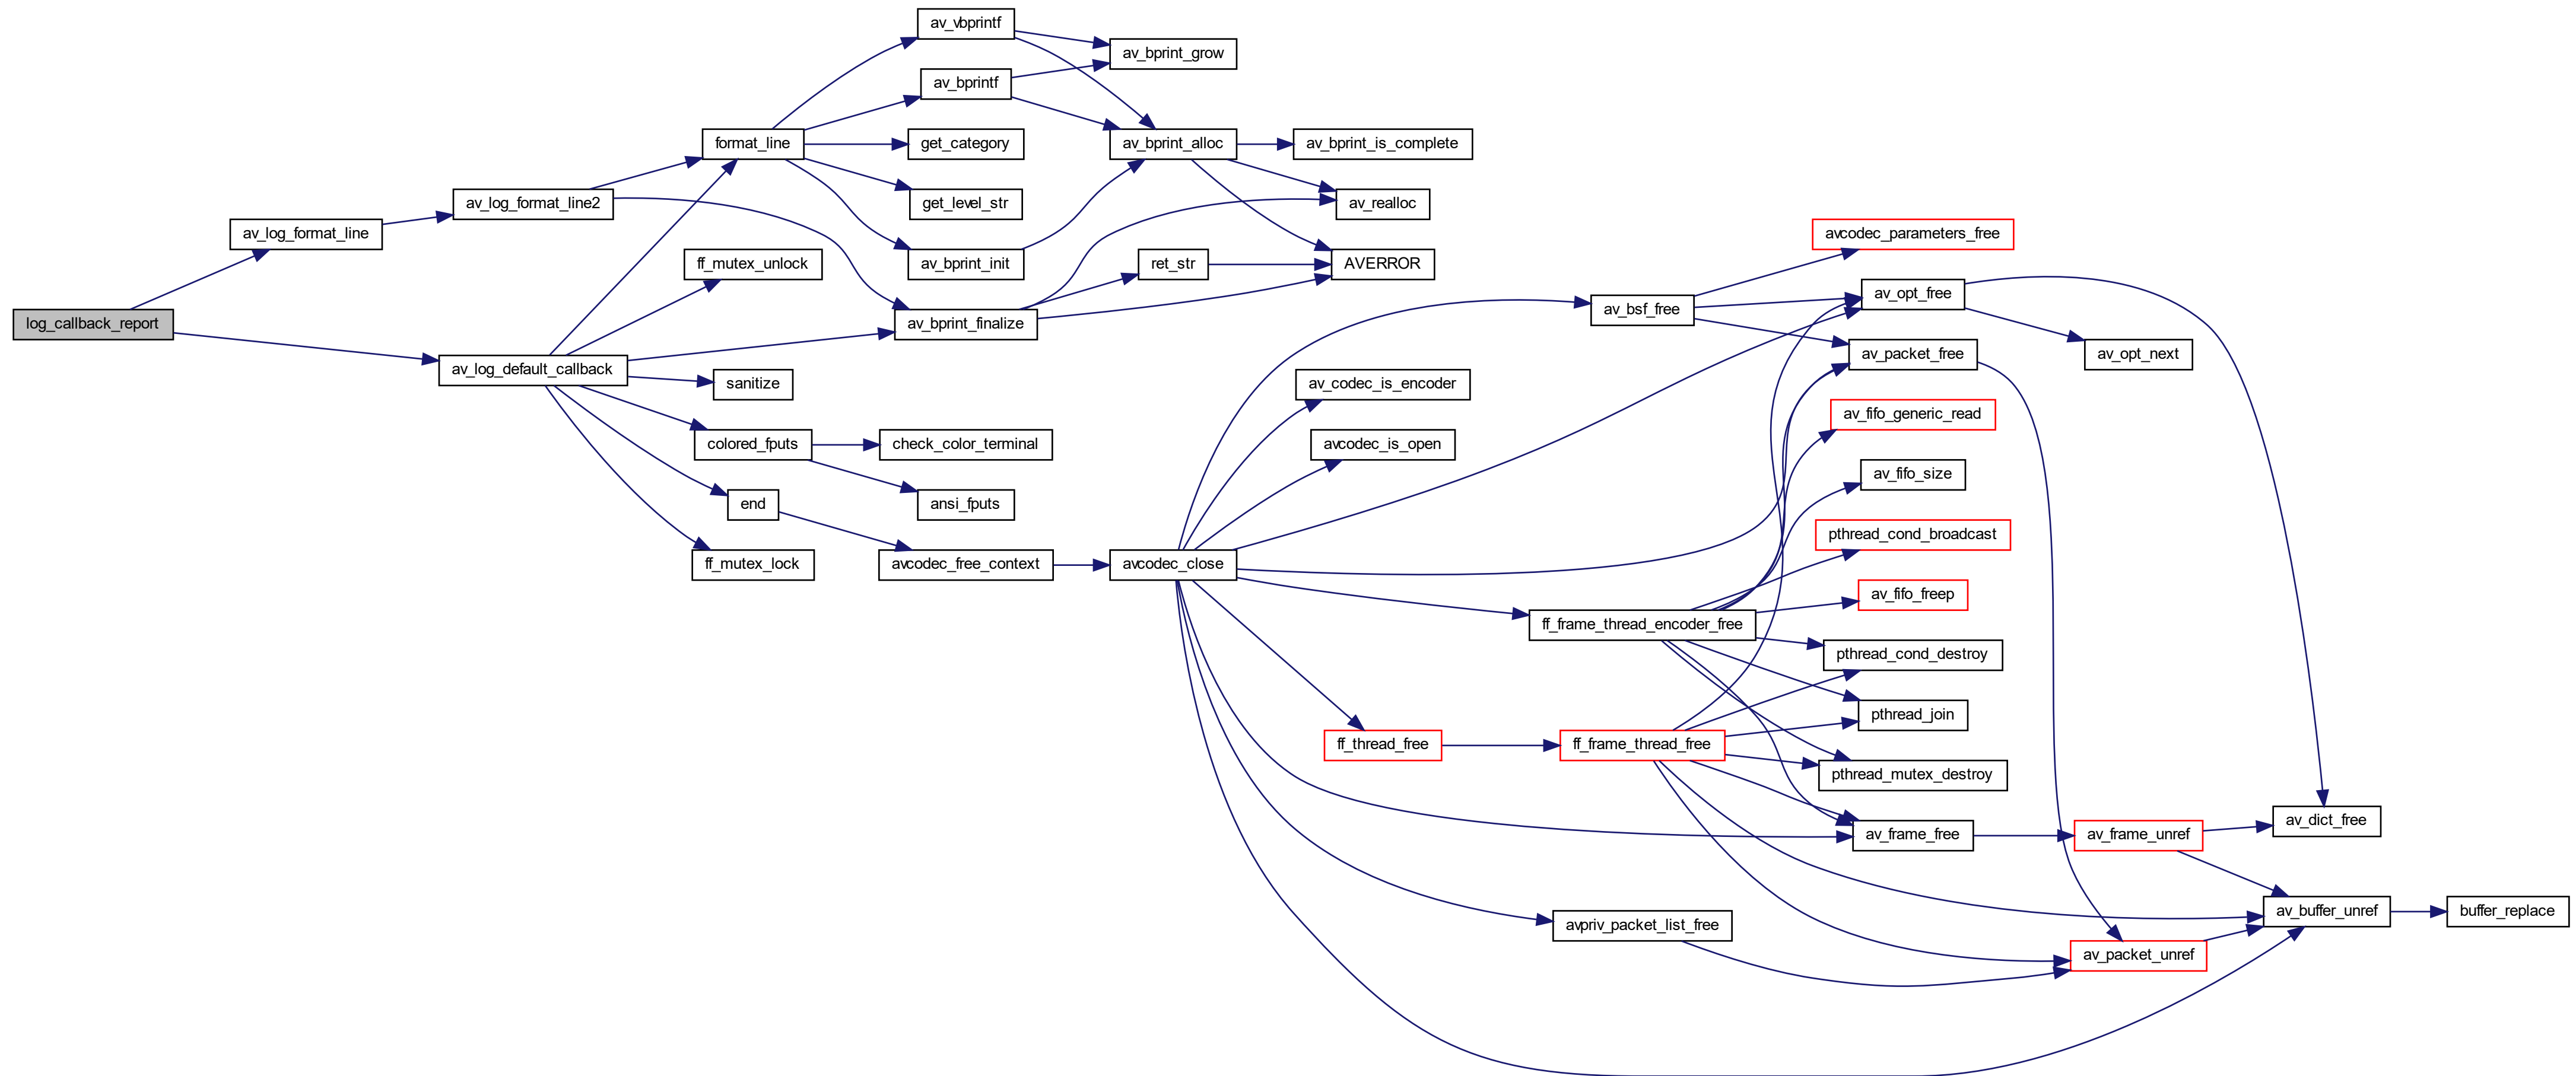 av_vbprintf
av_bprint_grow
av_bprintf
format_line
get_category
av_bprint_alloc
av_bprint_is_complete
av_log_format_line2
get_level_str
av_realloc
av_log_format_line
avcodec_parameters_free
ff_mutex_unlock
av_bprint_init
ret_str
AVERROR
av_opt_free
log_callback_report
av_bprint_finalize
av_bsf_free
av_opt_next
av_packet_free
av_log_default_callback
sanitize
av_codec_is_encoder
av_fifo_generic_read
colored_fputs
check_color_terminal
avcodec_is_open
av_fifo_size
end
ansi_fputs
pthread_cond_broadcast
ff_mutex_lock
avcodec_free_context
avcodec_close
av_fifo_freep
ff_frame_thread_encoder_free
pthread_cond_destroy
pthread_join
ff_thread_free
ff_frame_thread_free
pthread_mutex_destroy
av_dict_free
av_frame_free
av_frame_unref
av_buffer_unref
buffer_replace
avpriv_packet_list_free
av_packet_unref